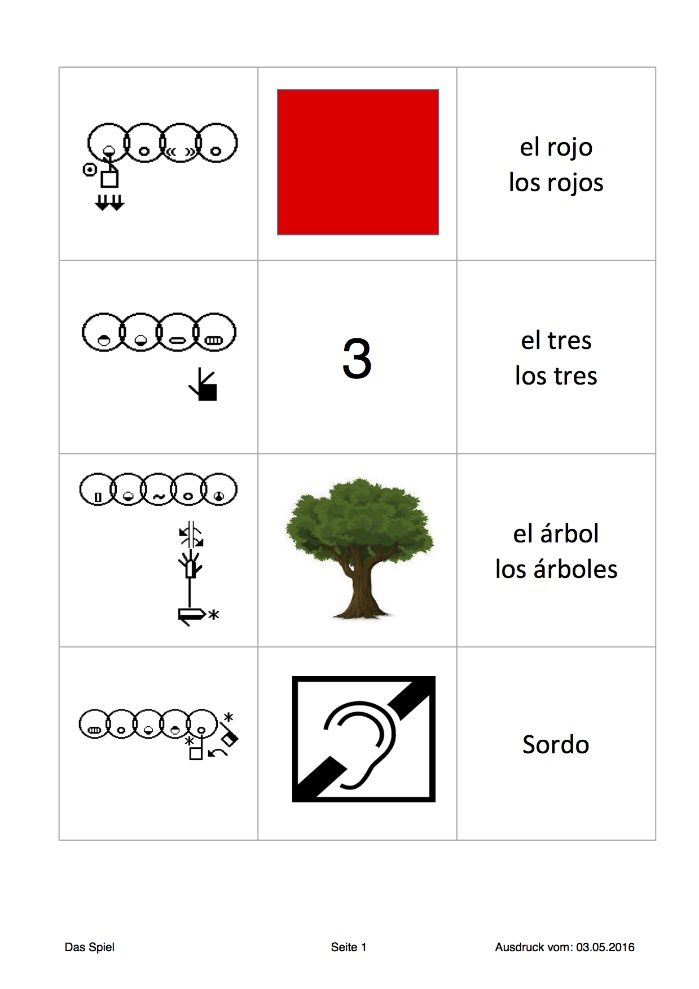 el rojo
los rojos
3
el tres
los tres
el árbol
los árboles
Sordo
Das Spiel
Seite 1
Ausdruck vom: 03.05.2016